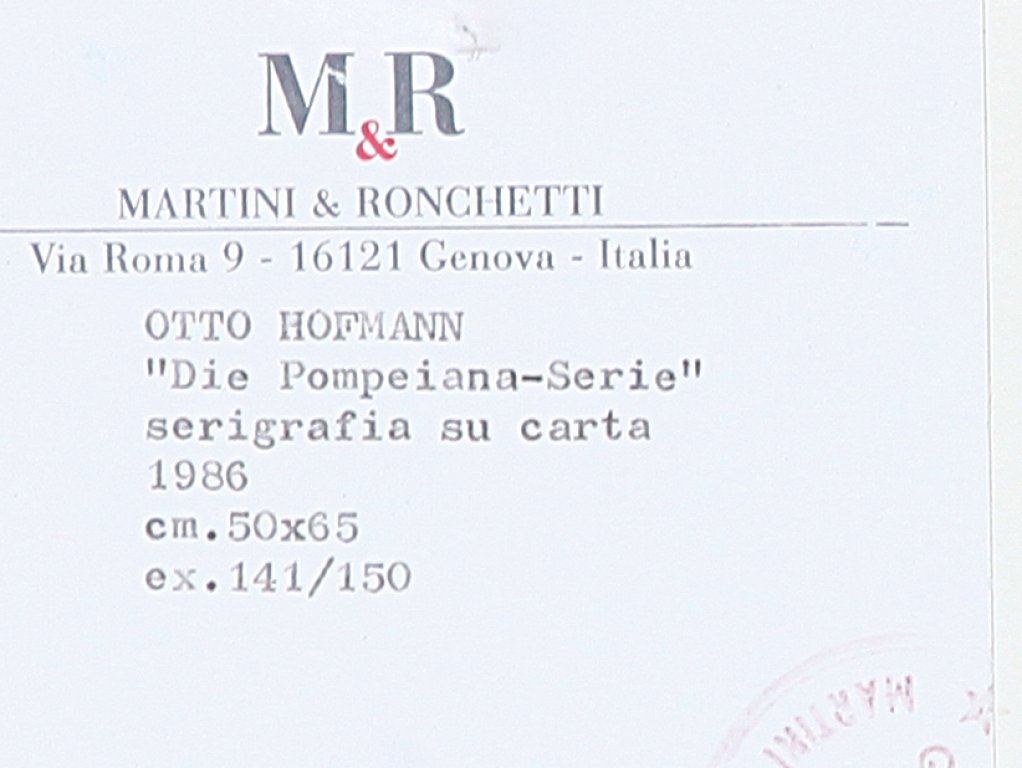 M&R
MARTINI & RONCHETTI
Via Roma 9 - 16121 Genova - Italia
OTTO HOFMANN
"Die Pompeiana-Serie"
serigrafia su carta
1986
cm.50x65
ex.141/150